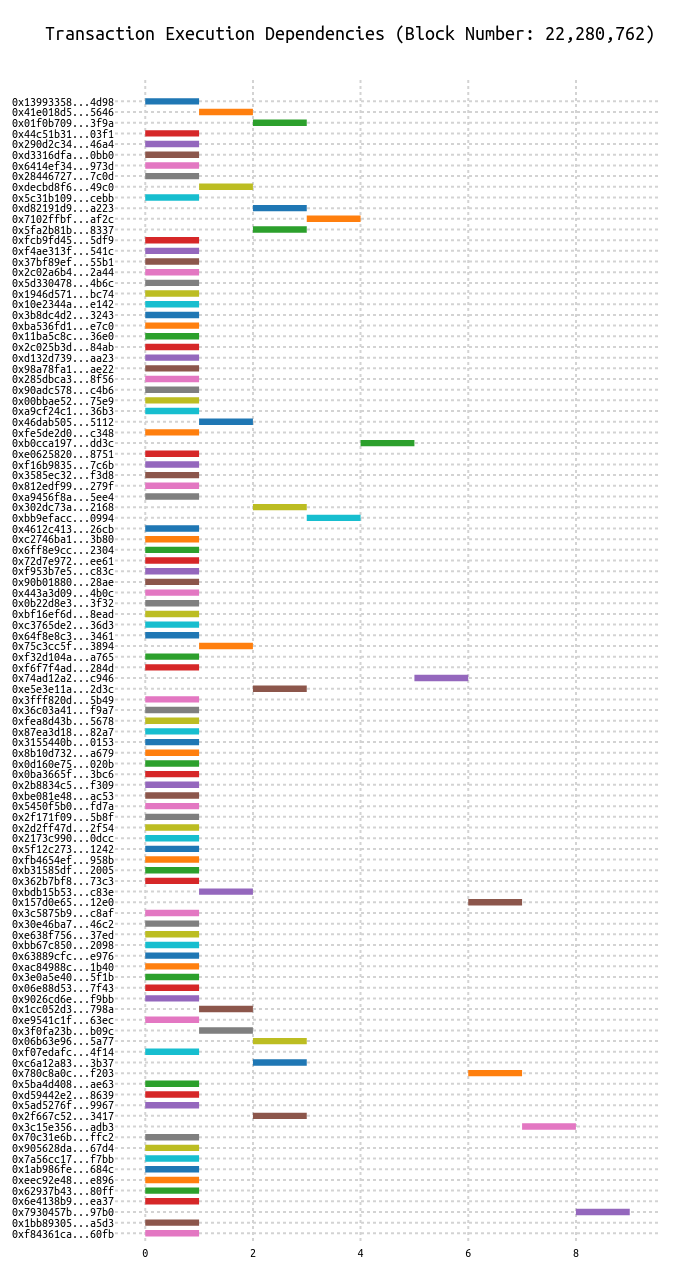 Transaction Execution Dependencies (Block Number: 22,280,762)
0x13993358...4d98
0x41e018d5...5646
0x01f0b709...3f9a
0x44c51b31...03f1
0x290d2c34...46a4
0xd3316dfa...0bb0
0x6414ef34...973d
0x28446727...7c0d
0xdecbd8f6...49c0
0x5c31b109...cebb
0xd82191d9...a223
0x7102ffbf...af2c
0x5fa2b81b...8337
0xfcb9fd45...5df9
0xf4ae313f...541c
0x37bf89ef...55b1
0x2c02a6b4...2a44
0x5d330478...4b6c
0x1946d571...bc74
0x10e2344a...e142
0x3b8dc4d2...3243
0xba536fd1...e7c0
0x11ba5c8c...36e0
0x2c025b3d...84ab
0xd132d739...aa23
0x98a78fa1...ae22
0x285dbca3...8f56
0x90adc578...c4b6
0x00bbae52...75e9
0xa9cf24c1...36b3
0x46dab505...5112
0xfe5de2d0...c348
0xb0cca197...dd3c
0xe0625820...8751
0xf16b9835...7c6b
0x3585ec32...f3d8
0x812edf99...279f
0xa9456f8a...5ee4
0x302dc73a...2168
0xbb9efacc...0994
0x4612c413...26cb
0xc2746ba1...3b80
0x6ff8e9cc...2304
0x72d7e972...ee61
0xf953b7e5...c83c
0x90b01880...28ae
0x443a3d09...4b0c
0x0b22d8e3...3f32
0xbf16ef6d...8ead
0xc3765de2...36d3
0x64f8e8c3...3461
0x75c3cc5f...3894
0xf32d104a...a765
0xf6f7f4ad...284d
0x74ad12a2...c946
0xe5e3e11a...2d3c
0x3fff820d...5b49
0x36c03a41...f9a7
0xfea8d43b...5678
0x87ea3d18...82a7
0x3155440b...0153
0x8b10d732...a679
0x0d160e75...020b
0x0ba3665f...3bc6
0x2b8834c5...f309
0xbe081e48...ac53
0x5450f5b0...fd7a
0x2f171f09...5b8f
0x2d2ff47d...2f54
0x2173c990...0dcc
0x5f12c273...1242
0xfb4654ef...958b
0xb31585df...2005
0x362b7bf8...73c3
0xbdb15b53...c83e
0x157d0e65...12e0
0x3c5875b9...c8af
0x30e46ba7...46c2
0xe638f756...37ed
0xbb67c850...2098
0x63889cfc...e976
0xac84988c...1b40
0x3e0a5e40...5f1b
0x06e88d53...7f43
0x9026cd6e...f9bb
0x1cc052d3...798a
0xe9541c1f...63ec
0x3f0fa23b...b09c
0x06b63e96...5a77
0xf07edafc...4f14
0xc6a12a83...3b37
0x780c8a0c...f203
0x5ba4d408...ae63
0xd59442e2...8639
0x5ad5276f...9967
0x2f667c52...3417
0x3c15e356...adb3
0x70c31e6b...ffc2
0x905628da...67d4
0x7a56cc17...f7bb
0x1ab986fe...684c
0xeec92e48...e896
0x62937b43...80ff
0x6e4138b9...ea37
0x7930457b...97b0
0x1bb89305...a5d3
0xf84361ca...60fb
0 2 4 6 8